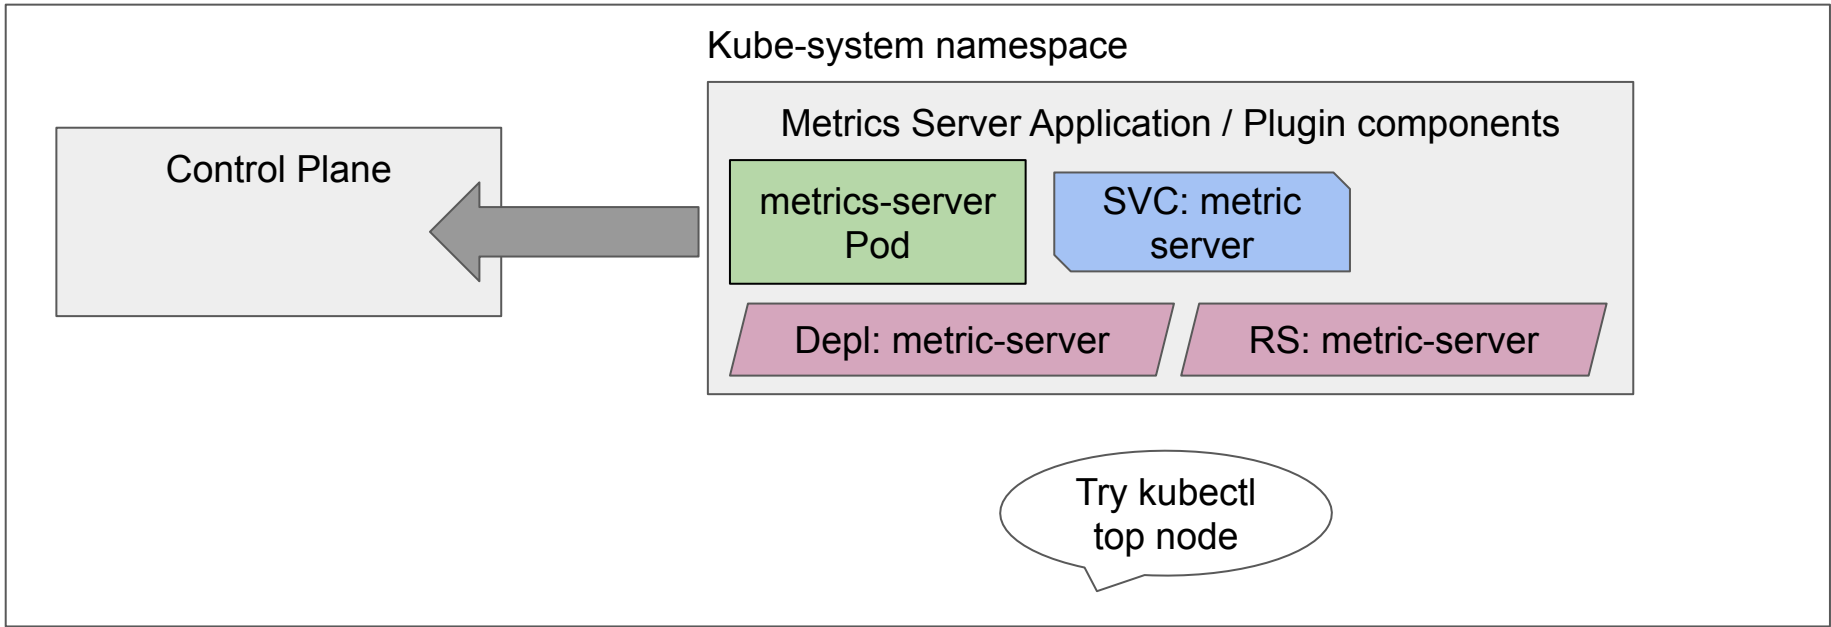 Kube-system namespace
Metrics Server Application / Plugin components
Control Plane
metrics-server
Pod
SVC: metric
server
Depl: metric-server
RS: metric-server
Try kubectl
top node